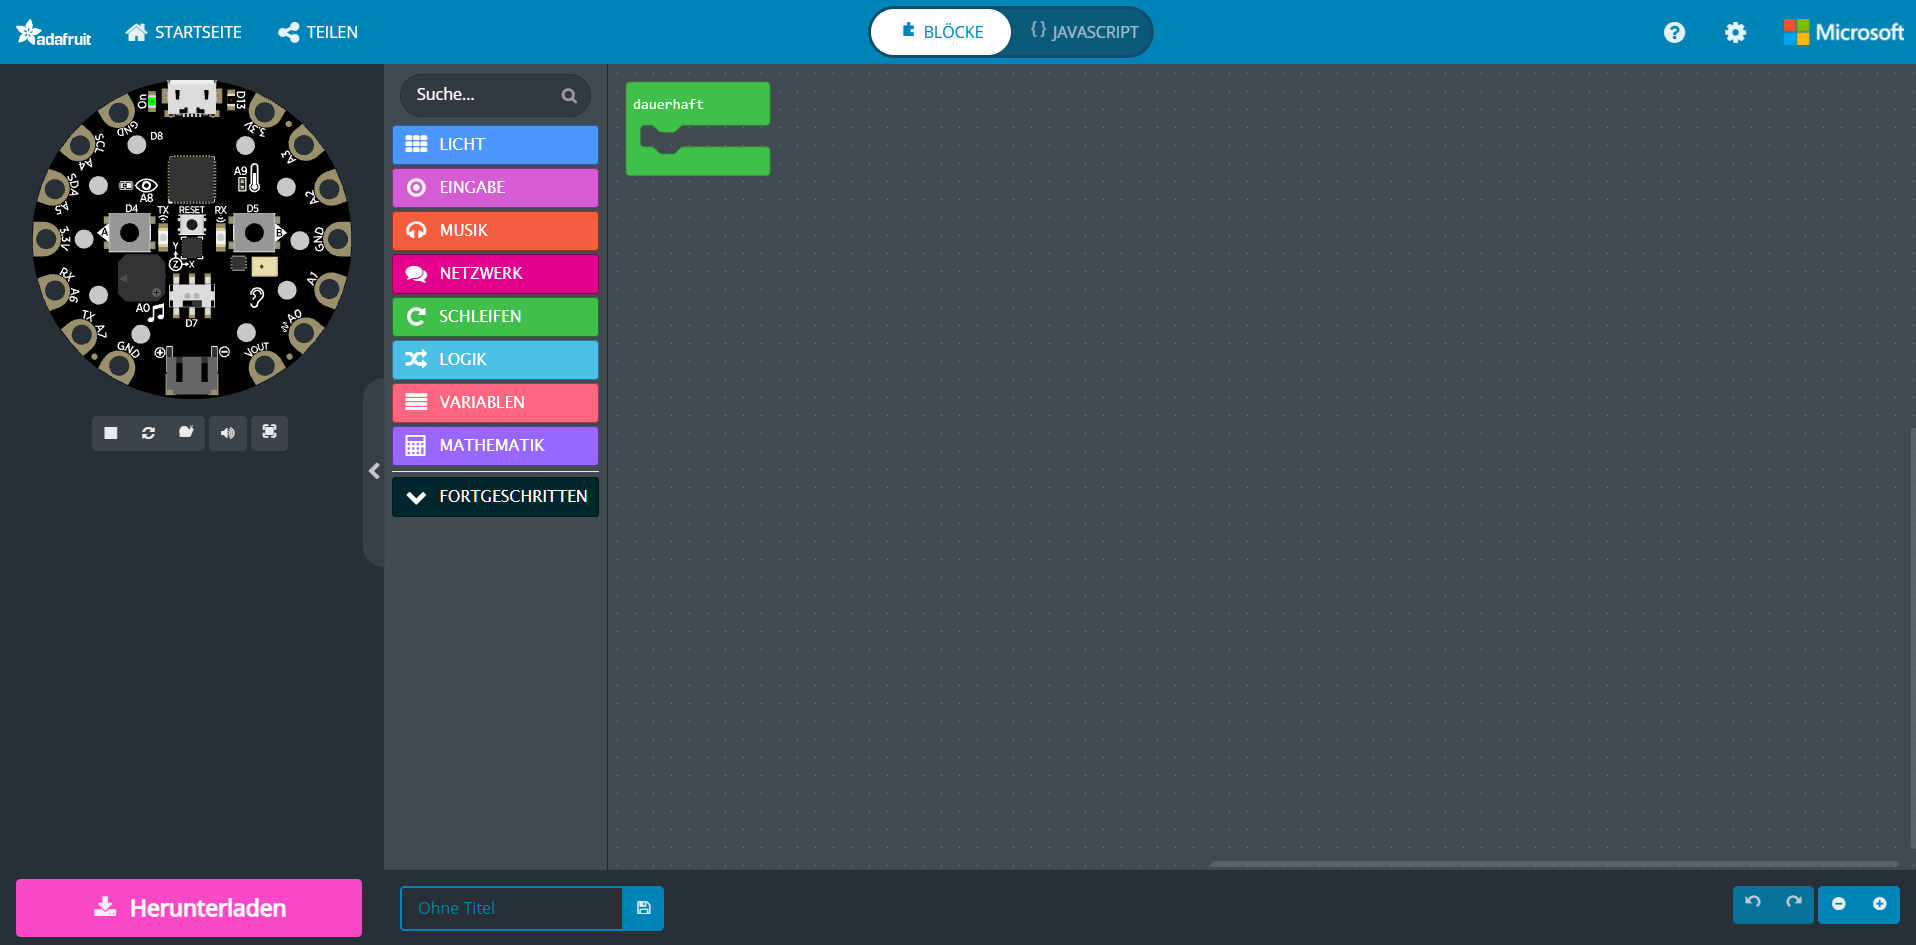 adafruit
STARTSEITE
TEILEN
BLÖCKE
{} JAVASCRIPT
Microsoft
Suche...
LICHT
EINGABE
MUSIK
NETZWERK
SCHLEIFEN
LOGIK
VARIABLEN
MATHEMATIK
FORTGESCHRITTEN
dauerhaft
On
D13
GND
D8
3.3V
SCL
A4
A3
SDA
A5
A8
A9
A2
D4
TX
RESET
RX
D5
A
B
3.3V
GND
Y
Z
X
RX
A6
A1
A0
TX
A7
D7
A0
GND
VOUT
Herunterladen
Ohne Titel